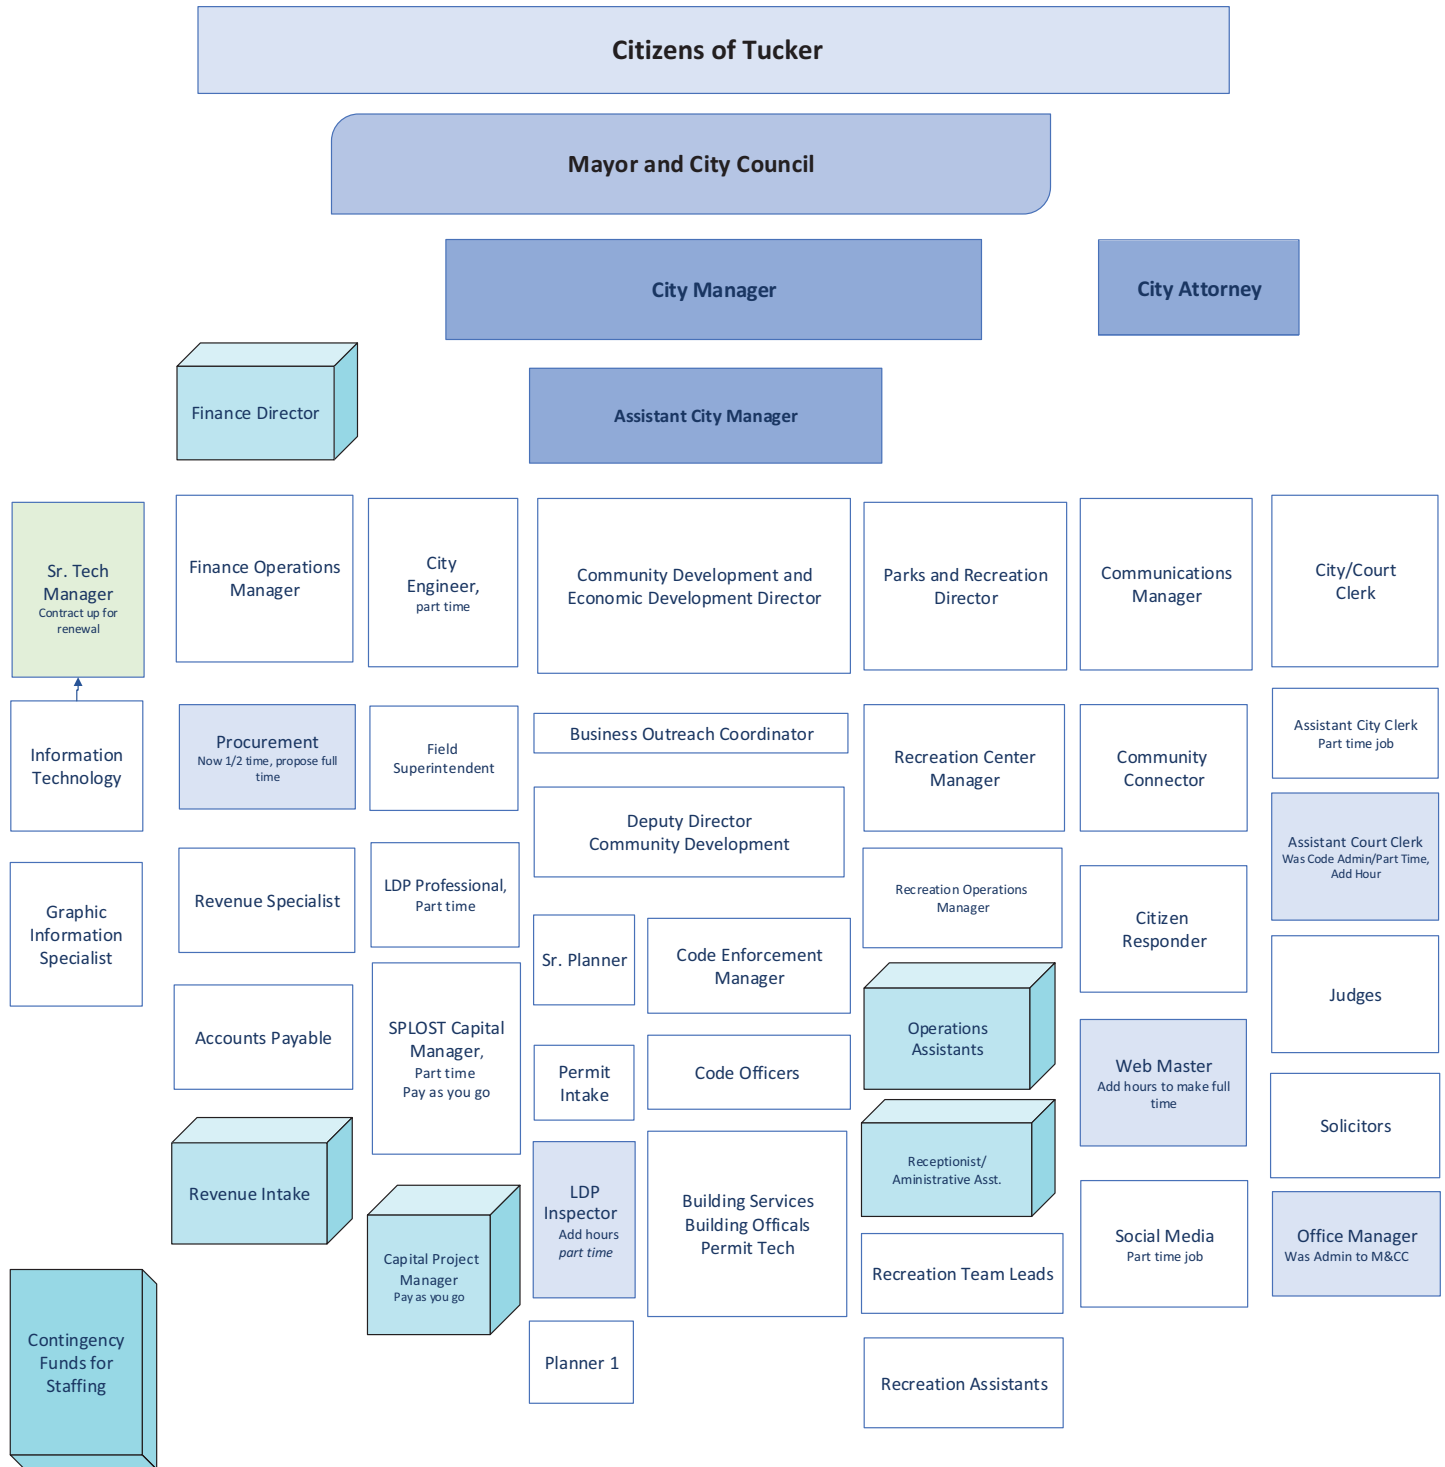 Citizens of Tucker
Mayor and City Council
City Manager
City Attorney
Finance Director
Assistant City Manager
Sr. Tech
Manager
Contract up for
renewal
Finance Operations
Manager
City
Engineer,
part time
Community Development and
Economic Development Director
Parks and Recreation
Director
Communications
Manager
City/Court
Clerk
Information
Technology
Graphic
Information
Specialist
Contingency
Funds for
Staffing
Procurement
Now 1/2 time, propose full
time
Revenue Specialist
Accounts Payable
Revenue Intake
Field
Superintendent
LDP Professional,
Part time
SPLOST Capital
Manager,
Part time
Pay as you go
Capital Project
Manager
Pay as you go
Business Outreach Coordinator
Deputy Director
Community Development
Sr. Planner
Permit
Intake
LDP
Inspector
Add hours
part time
Planner 1
Code Enforcement
Manager
Code Officers
Building Services
Building Officals
Permit Tech
Recreation Center
Manager
Recreation Operations
Manager
Operations
Assistants
Receptionist/
Aministrative Asst.
Recreation Team Leads
Recreation Assistants
Community
Connector
Citizen
Responder
Web Master
Add hours to make full
time
Social Media
Part time job
Assistant City Clerk
Part time job
Assistant Court Clerk
Was Code Admin/Part Time,
Add Hour
Judges
Solicitors
Office Manager
Was Admin to M&CC